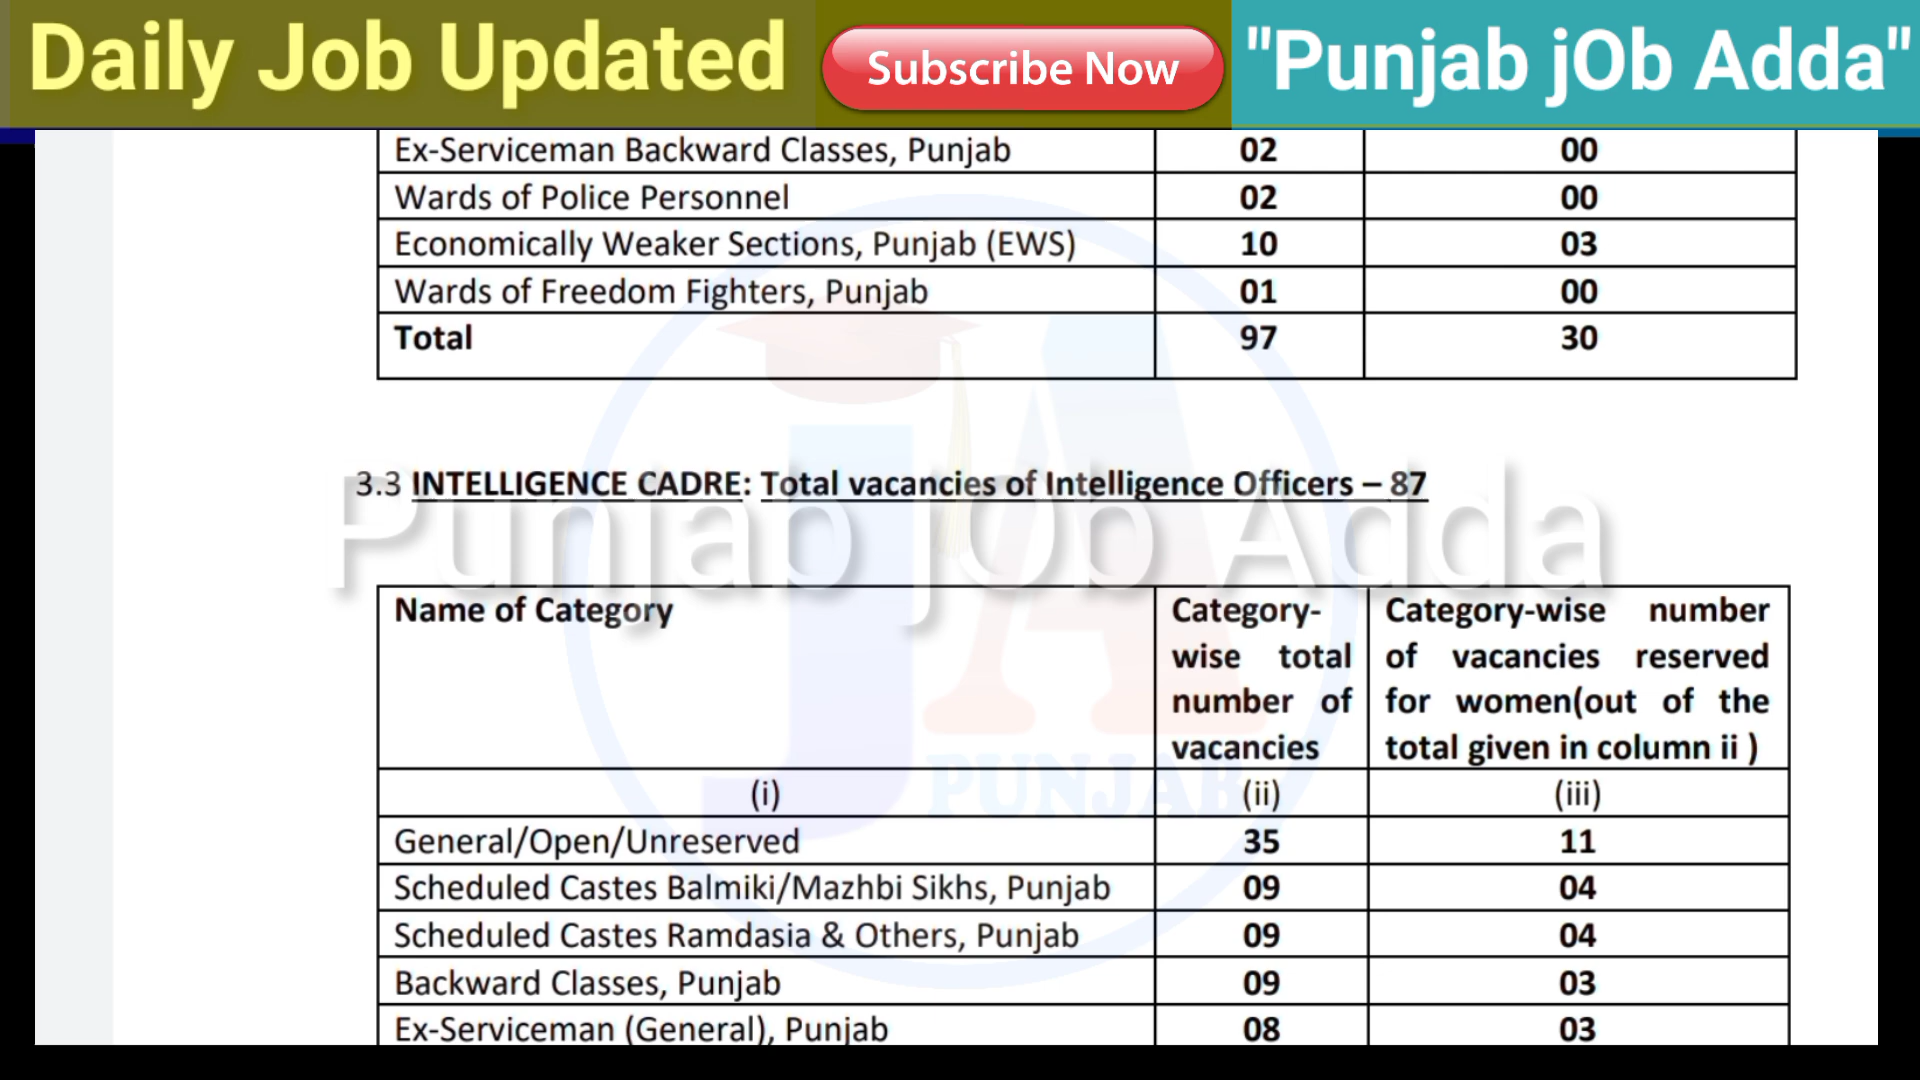 Daily Job Updated
Subscribe Now
"Punjab jOb Adda"
Ex-Serviceman Backward Classes, Punjab 02 00
Wards of Police Personnel 02 00
Economically Weaker Sections, Punjab (EWS) 10 03
Wards of Freedom Fighters, Punjab 01 00
Total 97 30
3.3 INTELLIGENCE CADRE: Total vacancies of Intelligence Officers – 87
Punjab jOb Adda
Name of Category
Category-
wise total
number of
vacancies
Category-wise number
of vacancies reserved
for women(out of the
total given in column ii )
JA
PUNJAB
(i) (ii) (iii)
General/Open/Unreserved 35 11
Scheduled Castes Balmiki/Mazhbi Sikhs, Punjab 09 04
Scheduled Castes Ramdasia & Others, Punjab 09 04
Backward Classes, Punjab 09 03
Ex-Serviceman (General), Punjab 08 03